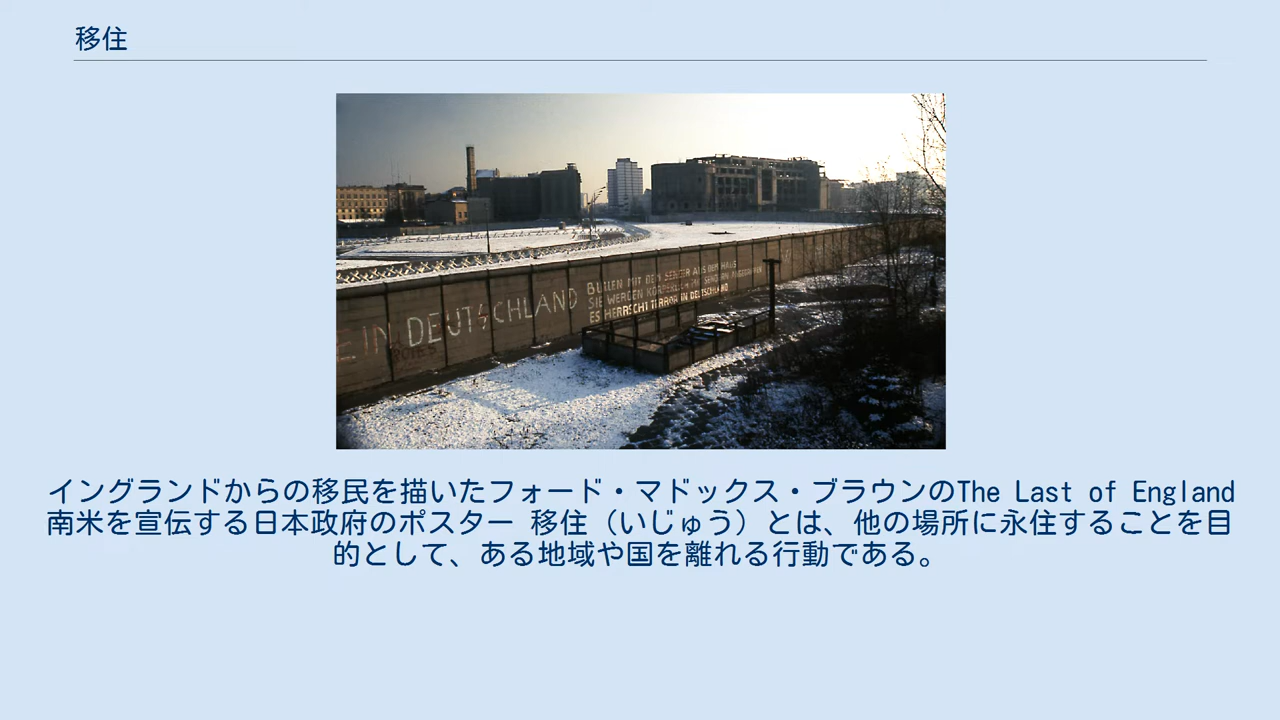 移住
EIN DEUTSCHLAND
ES HERRSCHT TERROR IN DEUTSCHLAND
イングランドからの移民を描いたフォード・マドックス・ブラウンのThe Last of England
南米を宣伝する日本政府のポスター 移住（いじゅう）とは、他の場所に永住することを目
的として、ある地域や国を離れる行動である。